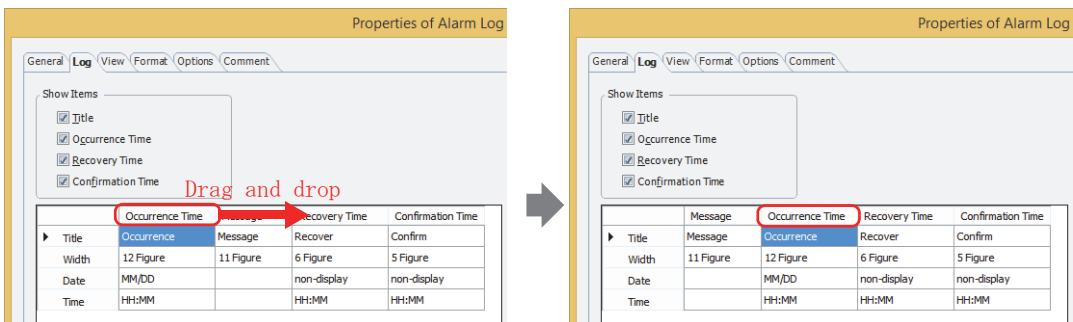 Properties of Alarm Log
General Log View Format Options Comment
Show Items
Title
Occurrence Time
Recovery Time
Confirmation Time
Drag and drop
Occurrence Time Message Recovery Time Confirmation Time
Title Occurrence Message Recover Confirm
Width 12 Figure 11 Figure 6 Figure 5 Figure
Date MM/DD non-display non-display
Time HH:MM HH:MM HH:MM
Properties of Alarm Log
General Log View Format Options Comment
Show Items
Title
Occurrence Time
Recovery Time
Confirmation Time
Message Occurrence Time Recovery Time Confirmation Time
Title Message Occurrence Recover Confirm
Width 11 Figure 12 Figure 6 Figure 5 Figure
Date MM/DD non-display non-display
Time HH:MM HH:MM HH:MM